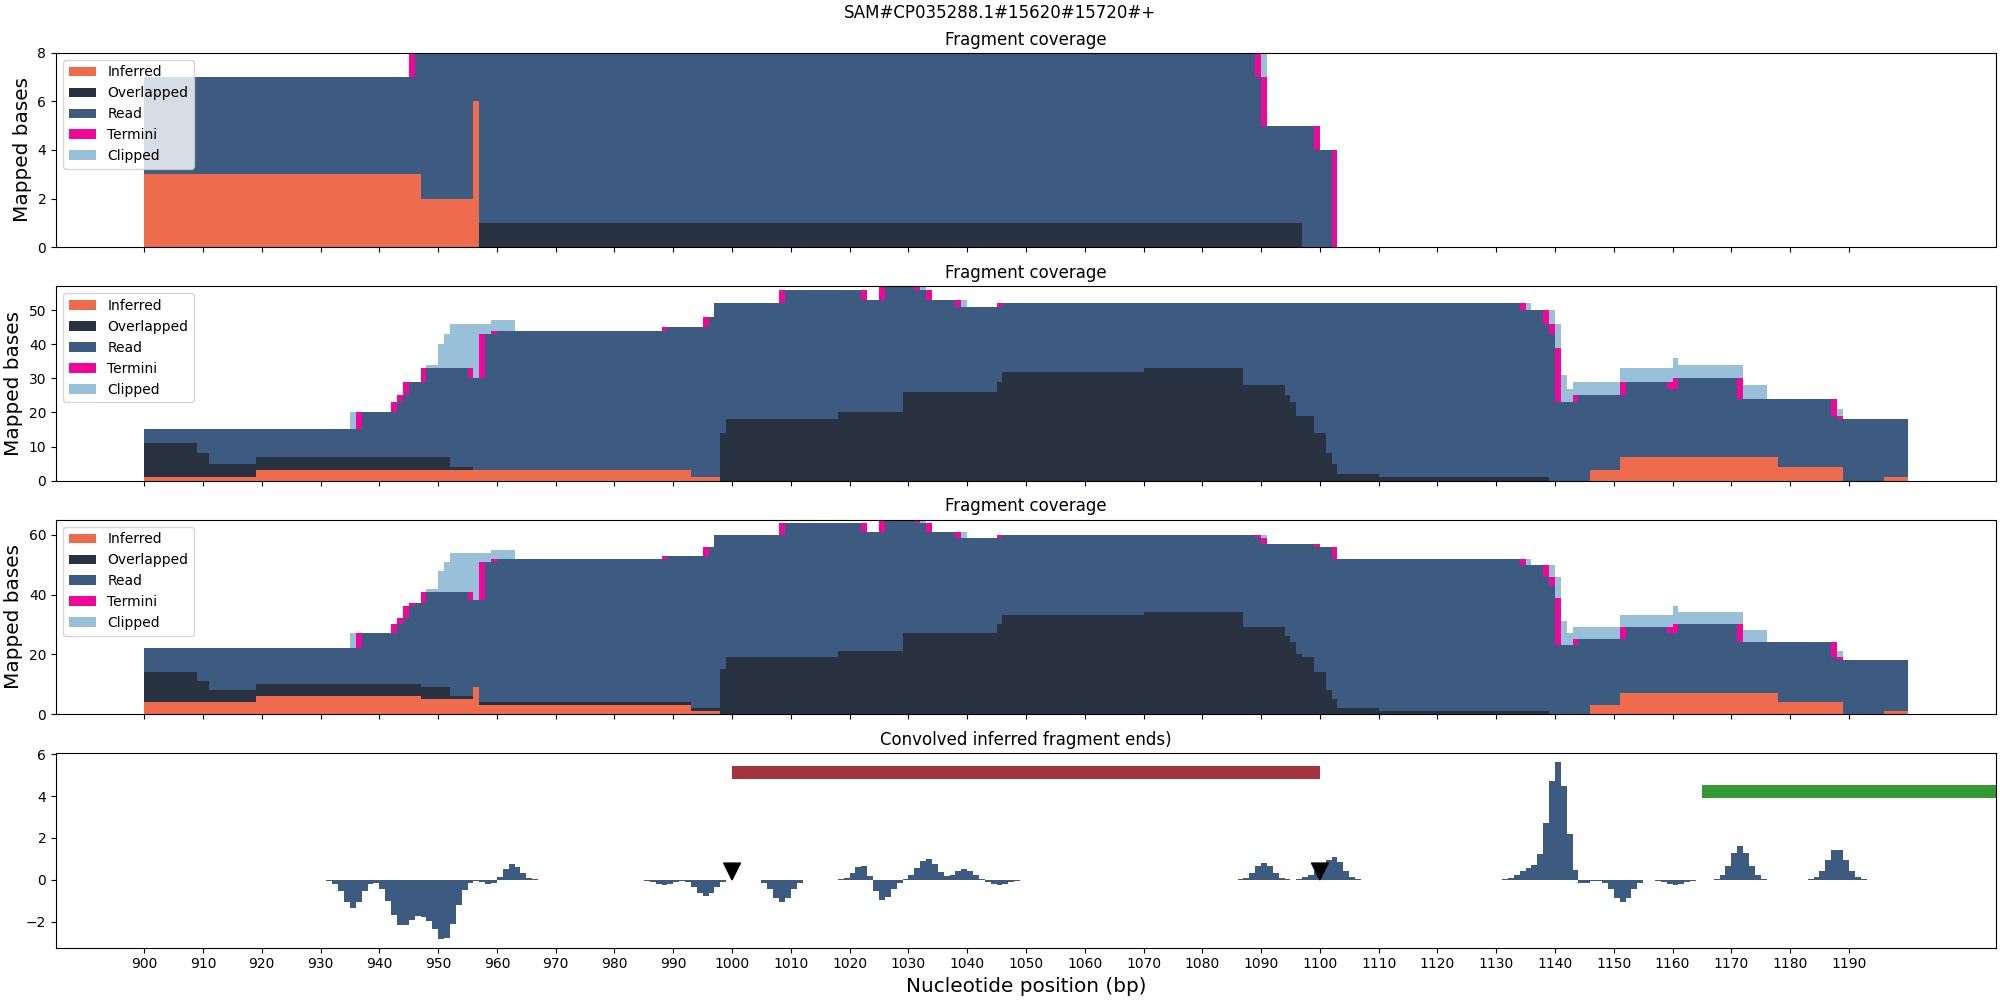 SAM#CP035288.1#15620#15720#+
Fragment coverage
Mapped bases
8
6
4
2
0
Inferred
Overlapped
Read
Termini
Clipped
Fragment coverage
Mapped bases
50
40
30
20
10
0
Inferred
Overlapped
Read
Termini
Clipped
Fragment coverage
Mapped bases
60
40
20
0
Inferred
Overlapped
Read
Termini
Clipped
Convolved inferred fragment ends)
6
4
2
0
−2
900 910 920 930 940 950 960 970 980 990 1000 1010 1020 1030 1040 1050 1060 1070 1080 1090 1100 1110 1120 1130 1140 1150 1160 1170 1180 1190
Nucleotide position (bp)